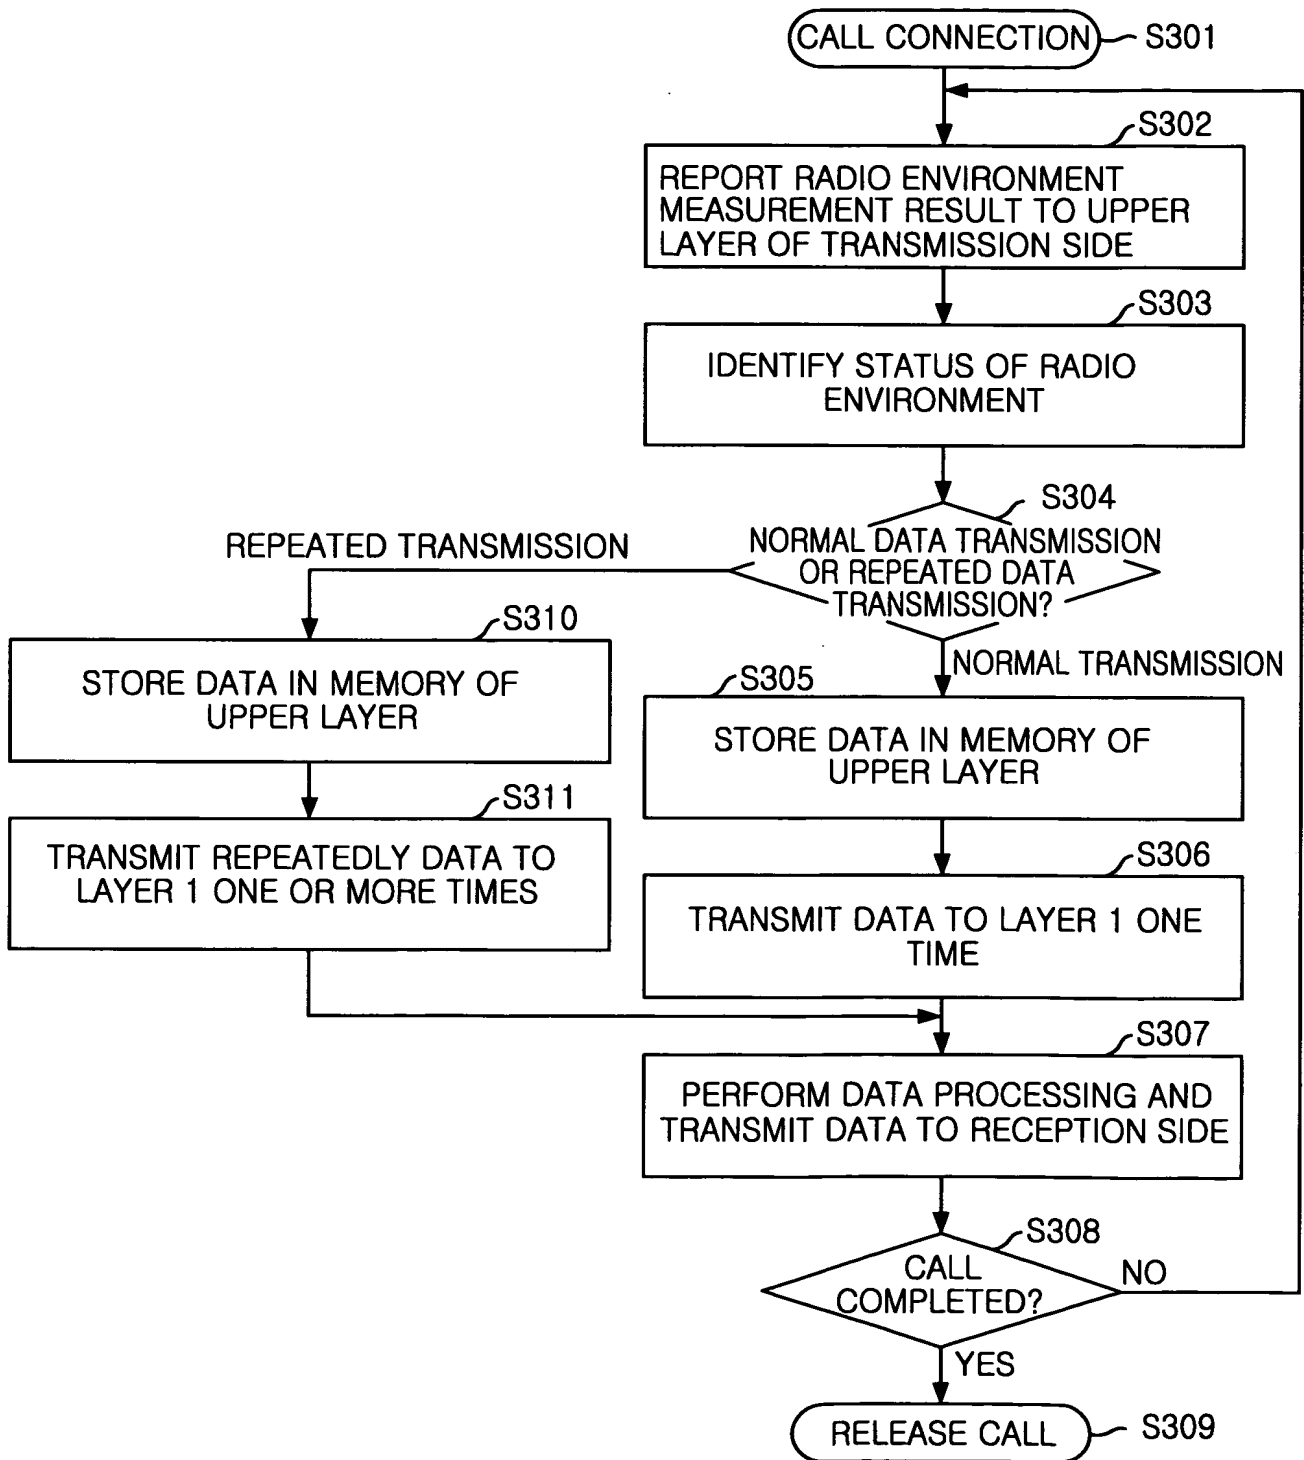 CALL CONNECTION
S301
S302
REPORT RADIO ENVIRONMENT
MEASUREMENT RESULT TO UPPER
LAYER OF TRANSMISSION SIDE
S303
IDENTIFY STATUS OF RADIO
ENVIRONMENT
S304
NORMAL DATA TRANSMISSION
OR REPEATED DATA
TRANSMISSION?
REPEATED TRANSMISSION
NORMAL TRANSMISSION
S310
STORE DATA IN MEMORY OF
UPPER LAYER
S311
TRANSMIT REPEATEDLY DATA TO
LAYER 1 ONE OR MORE TIMES
S305
STORE DATA IN MEMORY OF
UPPER LAYER
S306
TRANSMIT DATA TO LAYER 1 ONE
TIME
S307
PERFORM DATA PROCESSING AND
TRANSMIT DATA TO RECEPTION SIDE
S308
CALL
COMPLETED?
NO
YES
RELEASE CALL
S309